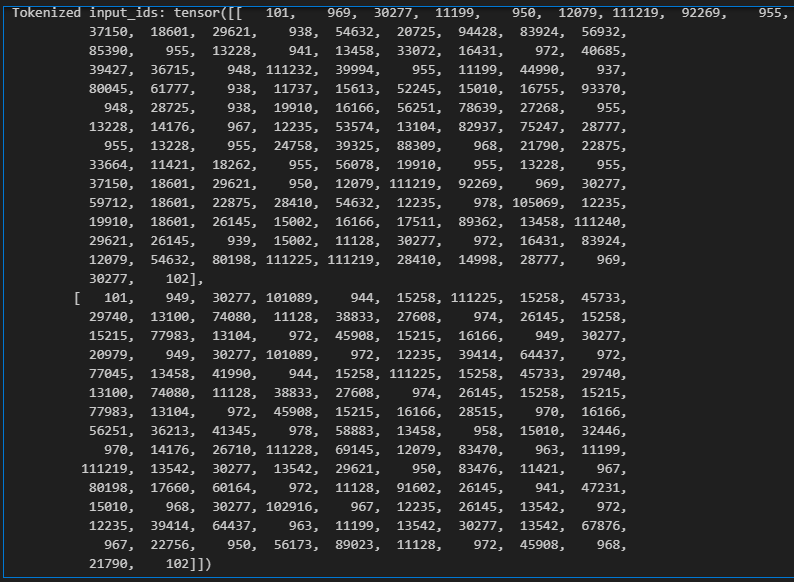 Tokenized input_ids: tensor([[   101,    969,  30277,  11199,    950,  12079, 111219,  92269,    955,
37150,  18601,  29621,    938,  54632,  20725,  94428,  83924,  56932,
85390,    955,  13228,    941,  13458,  33072,  16431,    972,  40685,
39427,  36715,    948, 111232,  39994,    955,  11199,  44990,    937,
80045,  61777,    938,  11737,  15613,  52245,  15010,  16755,  93370,
948,  28725,    938,  19910,  16166,  56251,  78639,  27268,    955,
13228,  14176,    967,  12235,  53574,  13104,  82937,  75247,  28777,
955,  13228,    955,  24758,  39325,  88309,    968,  21790,  22875,
33664,  11421,  18262,    955,  56078,  19910,    955,  13228,    955,
37150,  18601,  29621,    950,  12079, 111219,  92269,    969,  30277,
59712,  18601,  22875,  28410,  54632,  12235,    978, 105069,  12235,
19910,  18601,  26145,  15002,  16166,  17511,  89362,  13458, 111240,
29621,  26145,    939,  15002,  11128,  30277,    972,  16431,  83924,
12079,  54632,  80198, 111225, 111219,  28410,  14998,  28777,    969,
30277,    102],
[   101,    949,  30277, 101089,    944,  15258, 111225,  15258,  45733,
29740,  13100,  74080,  11128,  38833,  27608,    974,  26145,  15258,
15215,  77983,  13104,    972,  45908,  15215,  16166,    949,  30277,
20979,    949,  30277, 101089,    972,  12235,  39414,  64437,    972,
77045,  13458,  41990,    944,  15258, 111225,  15258,  45733,  29740,
13100,  74080,  11128,  38833,  27608,    974,  26145,  15258,  15215,
77983,  13104,    972,  45908,  15215,  16166,  28515,    970,  16166,
56251,  36213,  41345,    978,  58883,  13458,    958,  15010,  32446,
970,  14176,  26710, 111228,  69145,  12079,  83470,    963,  11199,
111219,  13542,  30277,  13542,  29621,    950,  83476,  11421,    967,
80198,  17660,  60164,    972,  11128,  91602,  26145,    941,  47231,
15010,    968,  30277, 102916,    967,  12235,  26145,  13542,    972,
12235,  39414,  64437,    963,  11199,  13542,  30277,  13542,  67876,
967,  22756,    950,  56173,  89023,  11128,    972,  45908,    968,
21790,    102]])